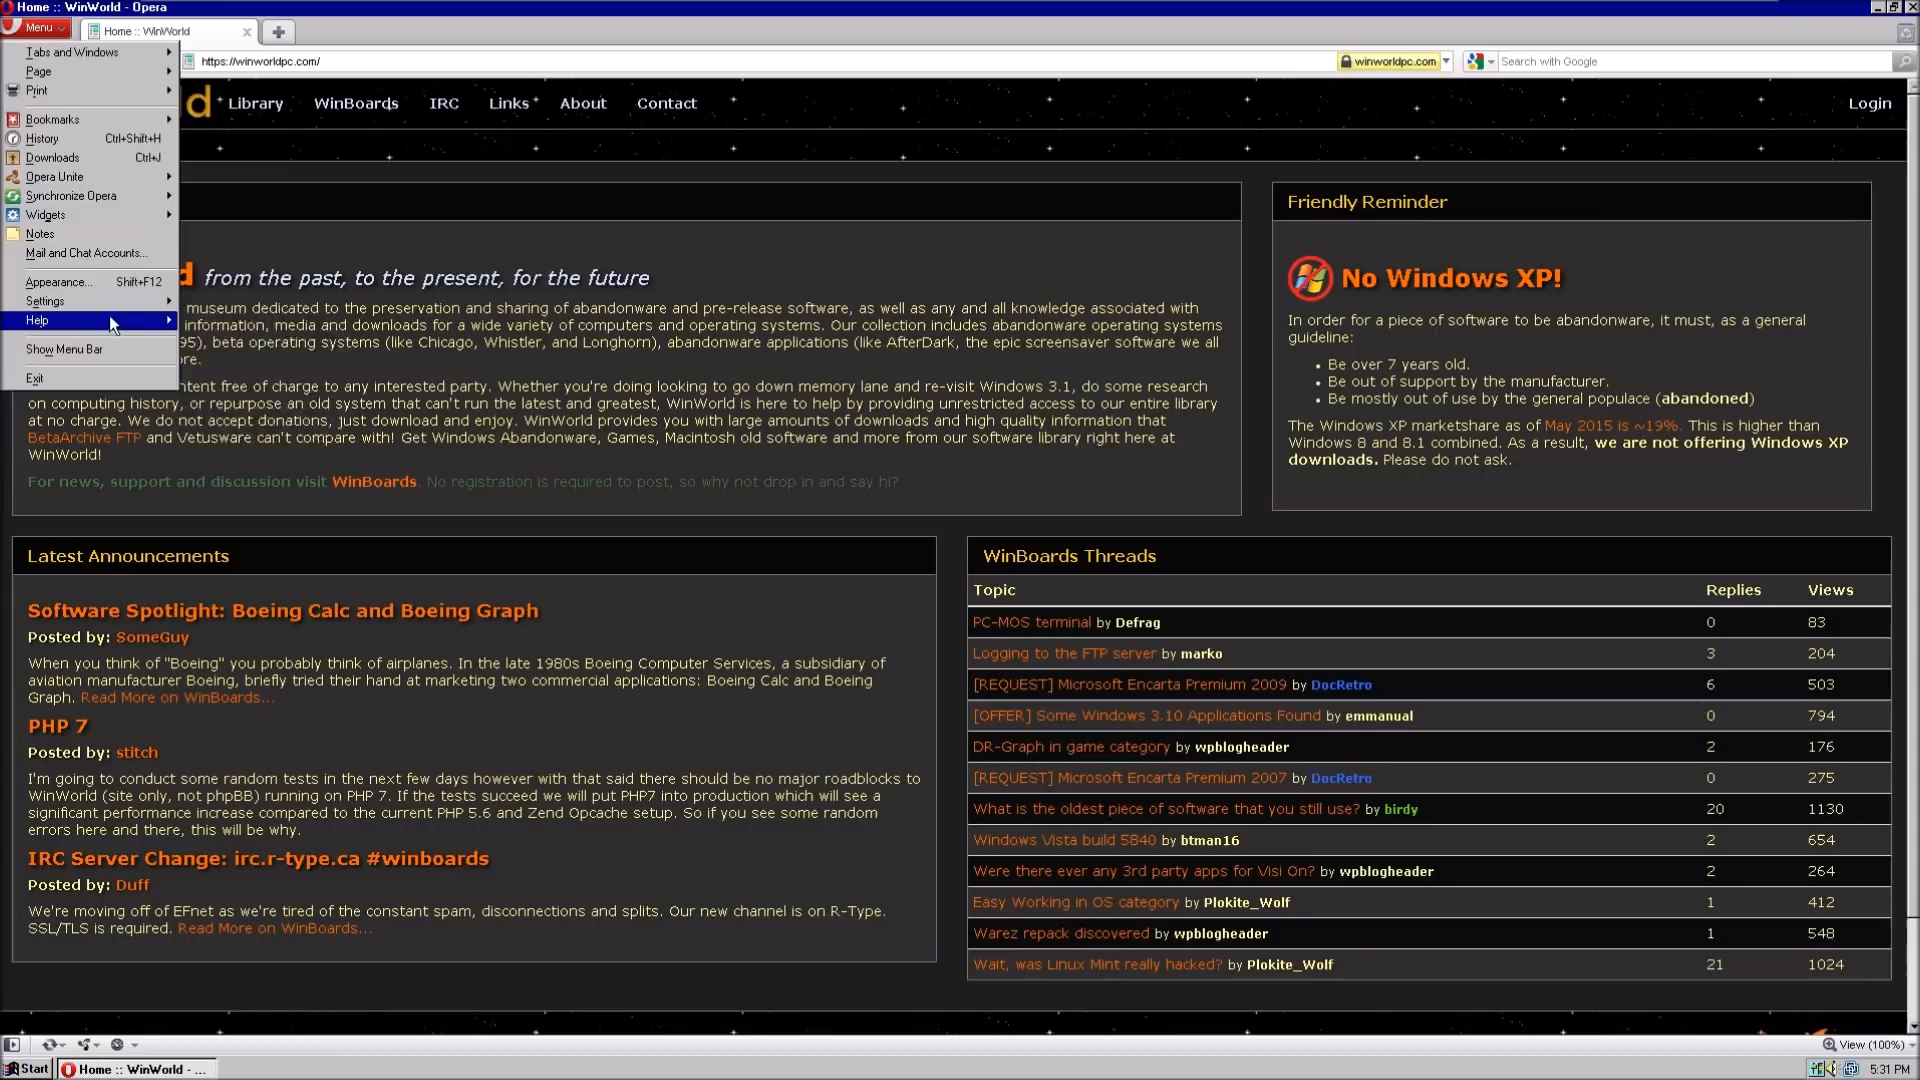 Home :: WinWorld - Opera
Menu
Home :: WinWorld
https://winworldpc.com/
winworldpc.com
Search with Google
Tabs and Windows
Page
Print
Bookmarks
History Ctrl+Shift+H
Downloads Ctrl+J
Opera Unite
Synchronize Opera
Widgets
Notes
Mail and Chat Accounts...
Appearance... Shift+F12
Settings
Help
Show Menu Bar
Exit
d Library WinBoards IRC Links About Contact Login
d from the past, to the present, for the future
museum dedicated to the preservation and sharing of abandonware and pre-release software, as well as any and all knowledge associated with
information, media and downloads for a wide variety of computers and operating systems. Our collection includes abandonware operating systems
95), beta operating systems (like Chicago, Whistler, and Longhorn), abandonware applications (like AfterDark, the epic screensaver software we all
re.
ntent free of charge to any interested party. Whether you're doing looking to go down memory lane and re-visit Windows 3.1, do some research
on computing history, or repurpose an old system that can't run the latest and greatest, WinWorld is here to help by providing unrestricted access to our entire library
at no charge. We do not accept donations, just download and enjoy. WinWorld provides you with large amounts of downloads and high quality information that
BetaArchive FTP and Vetusware can't compare with! Get Windows Abandonware, Games, Macintosh old software and more from our software library right here at
WinWorld!
For news, support and discussion visit WinBoards. No registration is required to post, so why not drop in and say hi?
Friendly Reminder
No Windows XP!
In order for a piece of software to be abandonware, it must, as a general
guideline:
• Be over 7 years old.
• Be out of support by the manufacturer.
• Be mostly out of use by the general populace (abandoned)
The Windows XP marketshare as of May 2015 is ~19%. This is higher than
Windows 8 and 8.1 combined. As a result, we are not offering Windows XP
downloads. Please do not ask.
Latest Announcements
Software Spotlight: Boeing Calc and Boeing Graph
Posted by: SomeGuy
When you think of "Boeing" you probably think of airplanes. In the late 1980s Boeing Computer Services, a subsidiary of
aviation manufacturer Boeing, briefly tried their hand at marketing two commercial applications: Boeing Calc and Boeing
Graph. Read More on WinBoards...
PHP 7
Posted by: stitch
I'm going to conduct some random tests in the next few days however with that said there should be no major roadblocks to
WinWorld (site only, not phpBB) running on PHP 7. If the tests succeed we will put PHP7 into production which will see a
significant performance increase compared to the current PHP 5.6 and Zend Opcache setup. So if you see some random
errors here and there, this will be why.
IRC Server Change: irc.r-type.ca #winboards
Posted by: Duff
We're moving off of EFnet as we're tired of the constant spam, disconnections and splits. Our new channel is on R-Type.
SSL/TLS is required. Read More on WinBoards...
WinBoards Threads
Topic Replies Views
PC-MOS terminal by Defrag 0 83
Logging to the FTP server by marko 3 204
[REQUEST] Microsoft Encarta Premium 2009 by DocRetro 6 503
[OFFER] Some Windows 3.10 Applications Found by emmanual 0 794
DR-Graph in game category by wpblogheader 2 176
[REQUEST] Microsoft Encarta Premium 2007 by DocRetro 0 275
What is the oldest piece of software that you still use? by birdy 20 1130
Windows Vista build 5840 by btman16 2 654
Were there ever any 3rd party apps for Visi On? by wpblogheader 2 264
Easy Working in OS category by Plokite_Wolf 1 412
Warez repack discovered by wpblogheader 1 548
Wait, was Linux Mint really hacked? by Plokite_Wolf 21 1024
View (100%)
Start
Home :: WinWorld - ...
5:31 PM